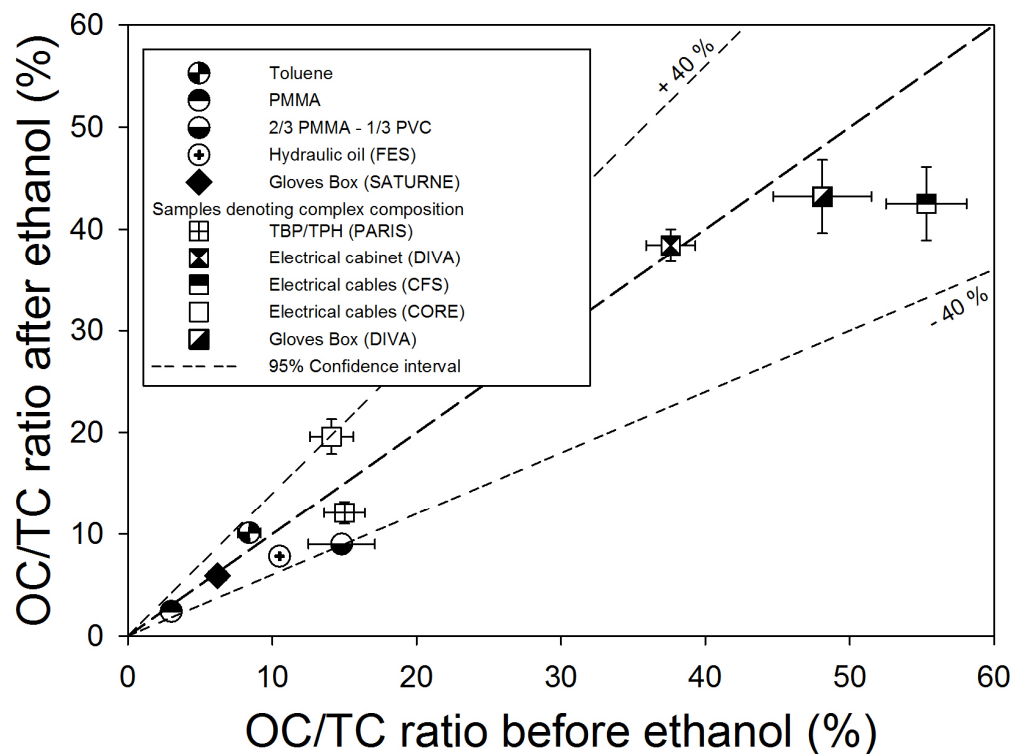 OC/TC ratio after ethanol (%)
60
50
40
30
20
10
0
Toluene
PMMA
2/3 PMMA - 1/3 PVC
Hydraulic oil (FES)
Gloves Box (SATURNE)
Samples denoting complex composition
TBP/TPH (PARIS)
Electrical cabinet (DIVA)
Electrical cables (CFS)
Electrical cables (CORE)
Gloves Box (DIVA)
95% Confidence interval
+ 40 %
- 40 %
0 10 20 30 40 50 60
OC/TC ratio before ethanol (%)